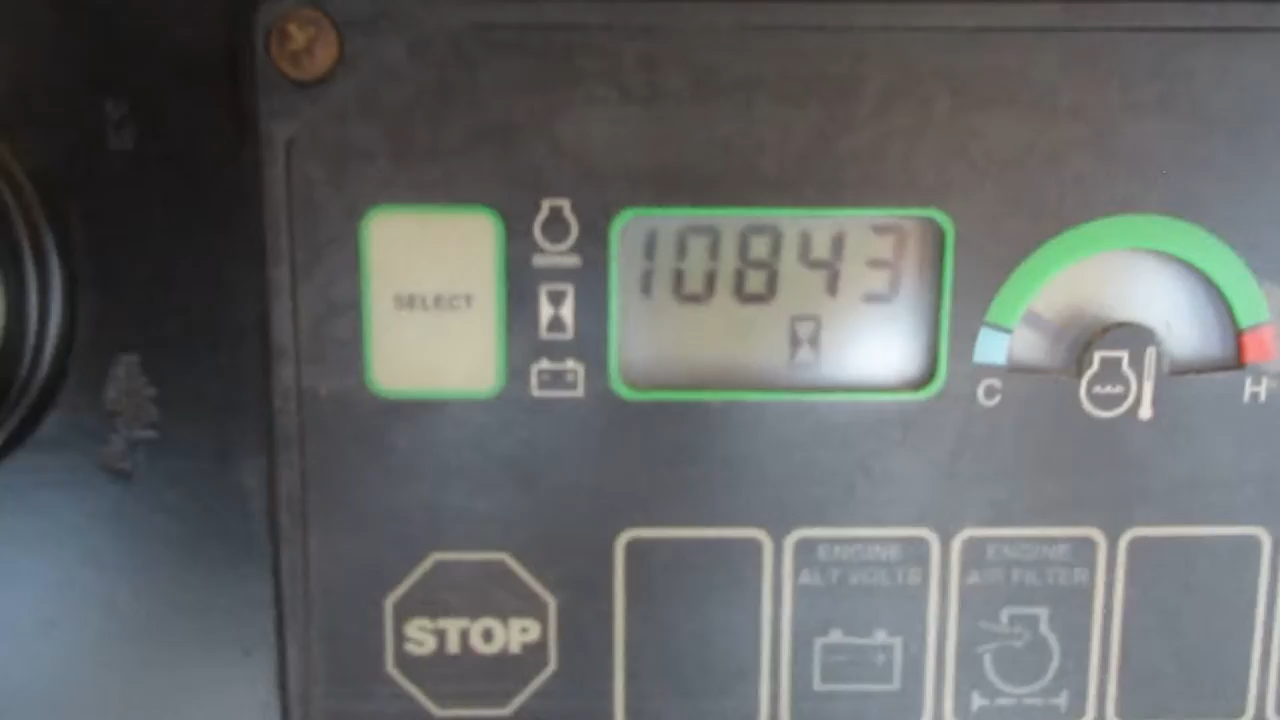 SELECT
10843
C
H
STOP
ENGINE
ALT VOLTS
ENGINE
AIR FILTER